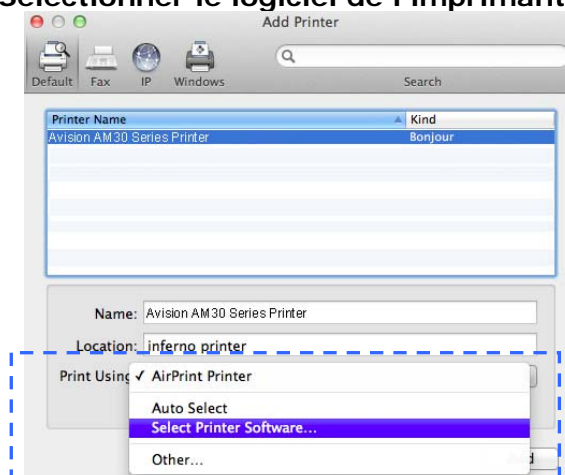 Sélectionner le logiciel de l'imprimant
Add Printer
Default Fax IP Windows Search
Printer Name Kind
Avision AM30 Series Printer Bonjour
Name: Avision AM30 Series Printer
Location: inferno printer
Print Using ✓ AirPrint Printer
Auto Select
Select Printer Software...
Other...